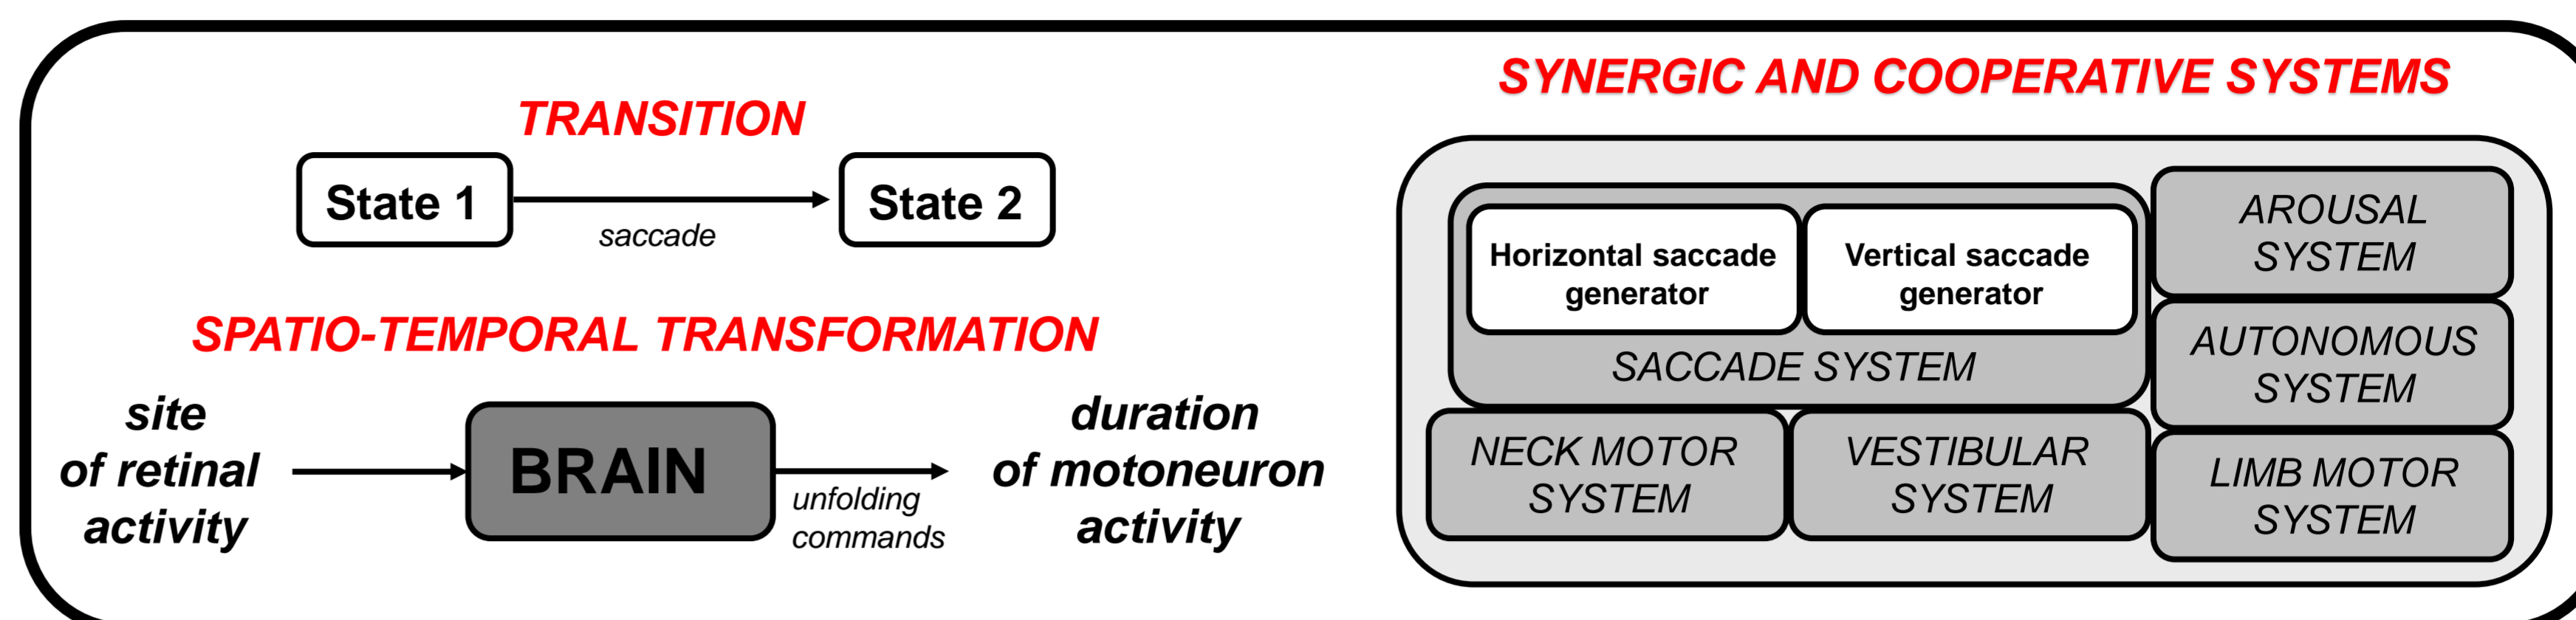 TRANSITION
State 1
saccade
State 2
SPATIO-TEMPORAL TRANSFORMATION
site
of retinal
activity
BRAIN
unfolding
commands
duration
of motoneuron
activity
SYNERGIC AND COOPERATIVE SYSTEMS
Horizontal saccade
generator
Vertical saccade
generator
SACCADE SYSTEM
NECK MOTOR
SYSTEM
VESTIBULAR
SYSTEM
AROUSAL
SYSTEM
AUTONOMOUS
SYSTEM
LIMB MOTOR
SYSTEM